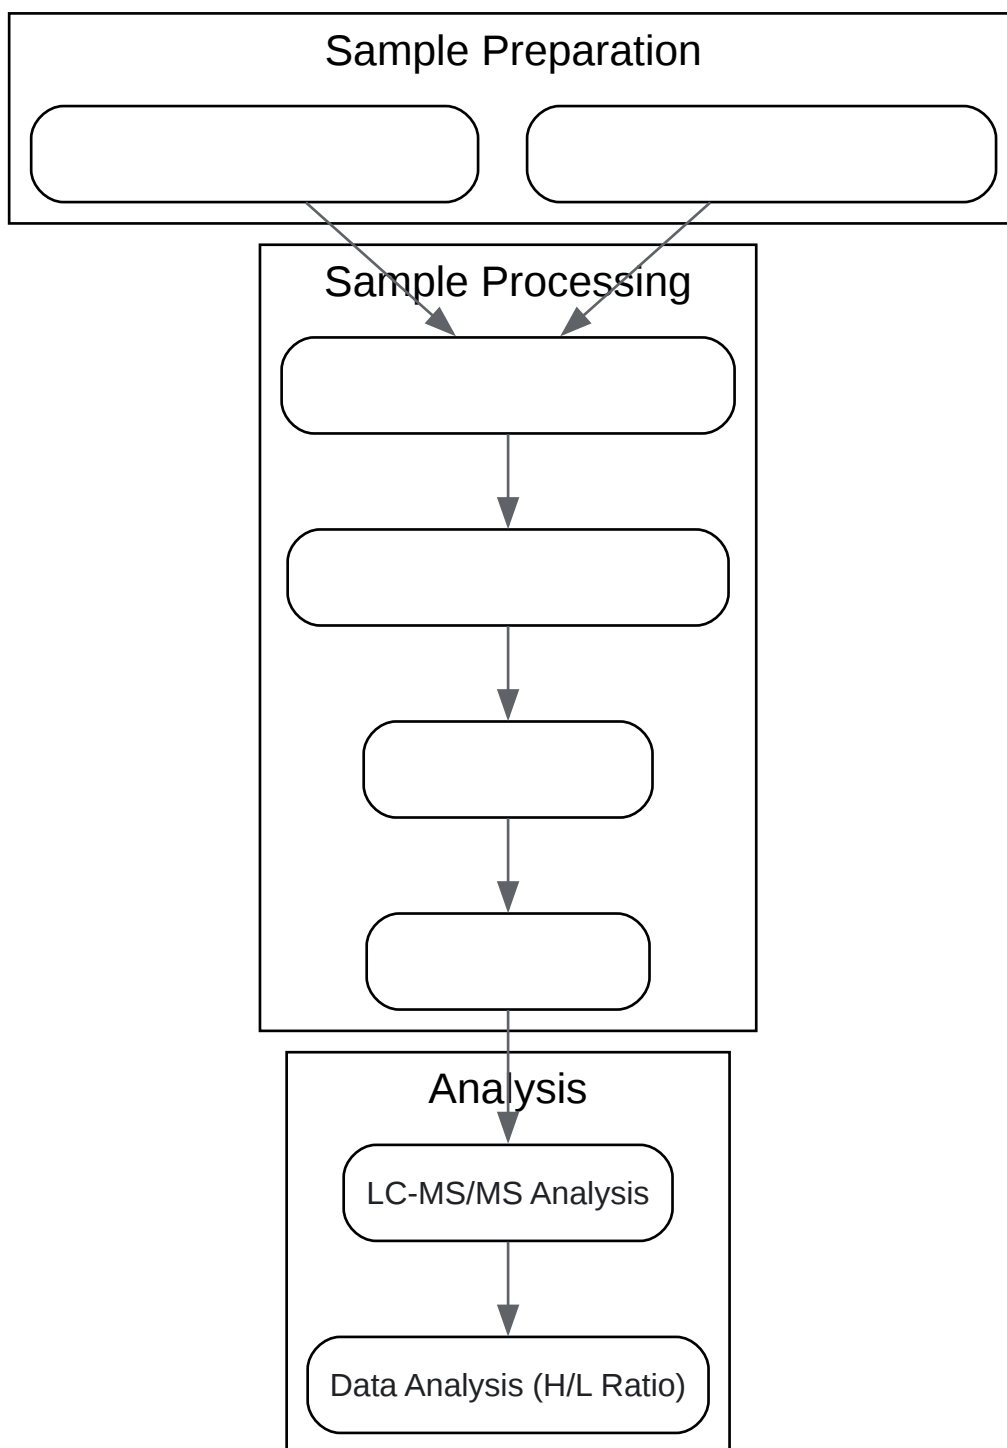 Sample Preparation
Sample Processing
Analysis
LC-MS/MS Analysis
Data Analysis (H/L Ratio)